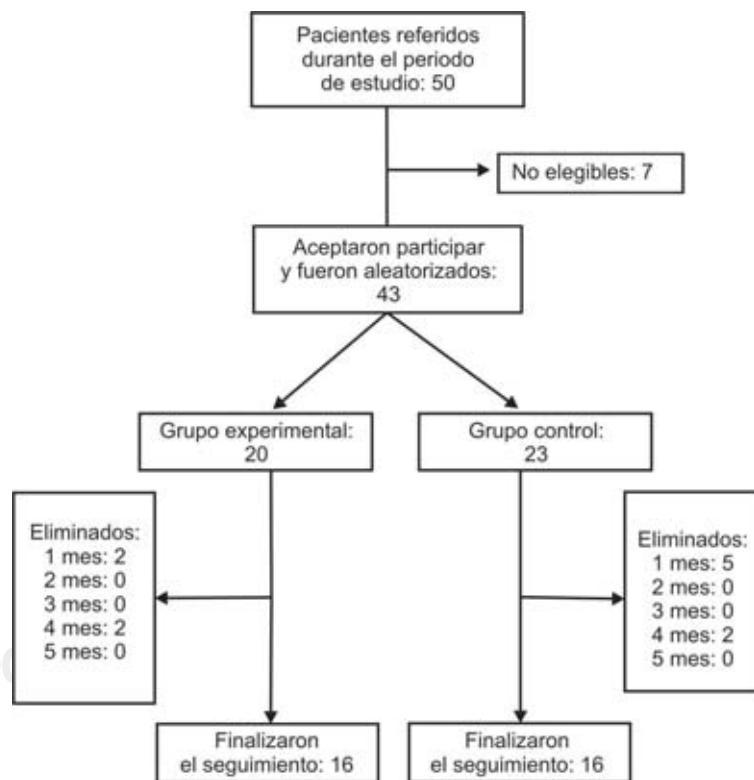 Pacientes referidos
durante el periodo
de estudio: 50
No elegibles: 7
Aceptaron participar
y fueron aleatorizados:
43
Grupo experimental:
20
Grupo control:
23
Eliminados:
1 mes: 2
2 mes: 0
3 mes: 0
4 mes: 2
5 mes: 0
Eliminados:
1 mes: 5
2 mes: 0
3 mes: 0
4 mes: 2
5 mes: 0
Finalizaron
el seguimiento: 16
Finalizaron
el seguimiento: 16